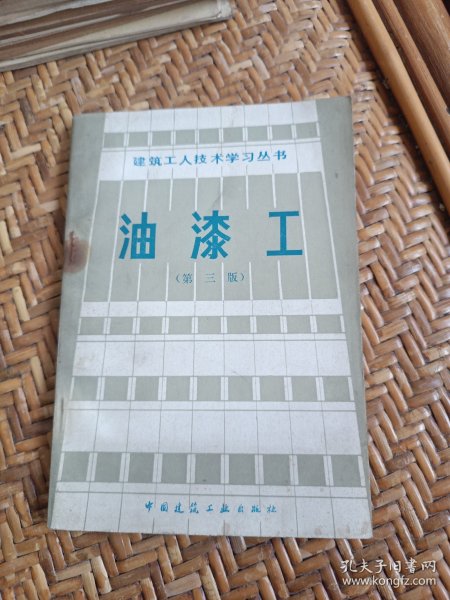 建筑工人技术学习丛书
油漆工
（第三版）
中国建筑工业出版社
孔夫子旧书网
www.kongfz.com